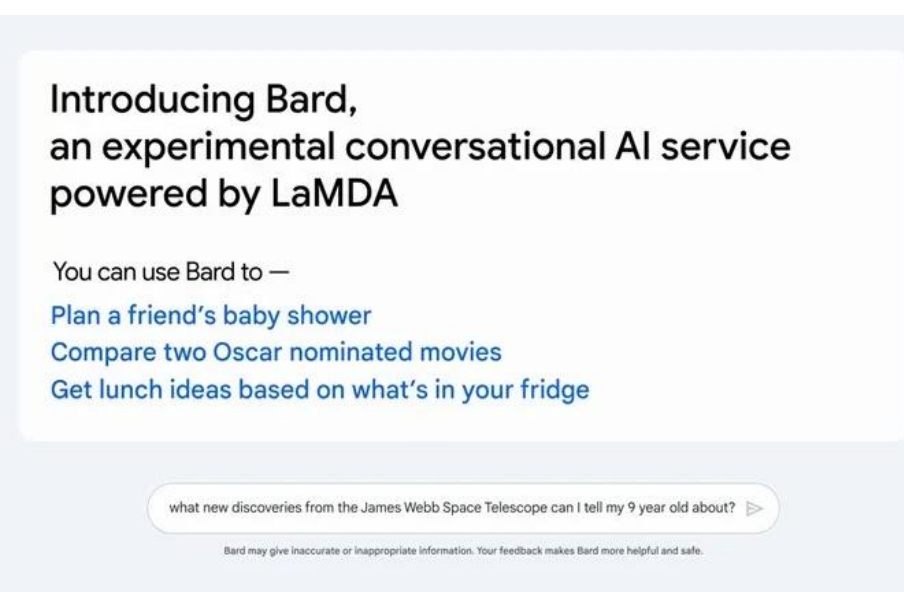 Introducing Bard,
an experimental conversational AI service
powered by LaMDA
You can use Bard to —
Plan a friend's baby shower
Compare two Oscar nominated movies
Get lunch ideas based on what's in your fridge
what new discoveries from the James Webb Space Telescope can I tell my 9 year old about?
Bard may give inaccurate or inappropriate information. Your feedback makes Bard more helpful and safe.